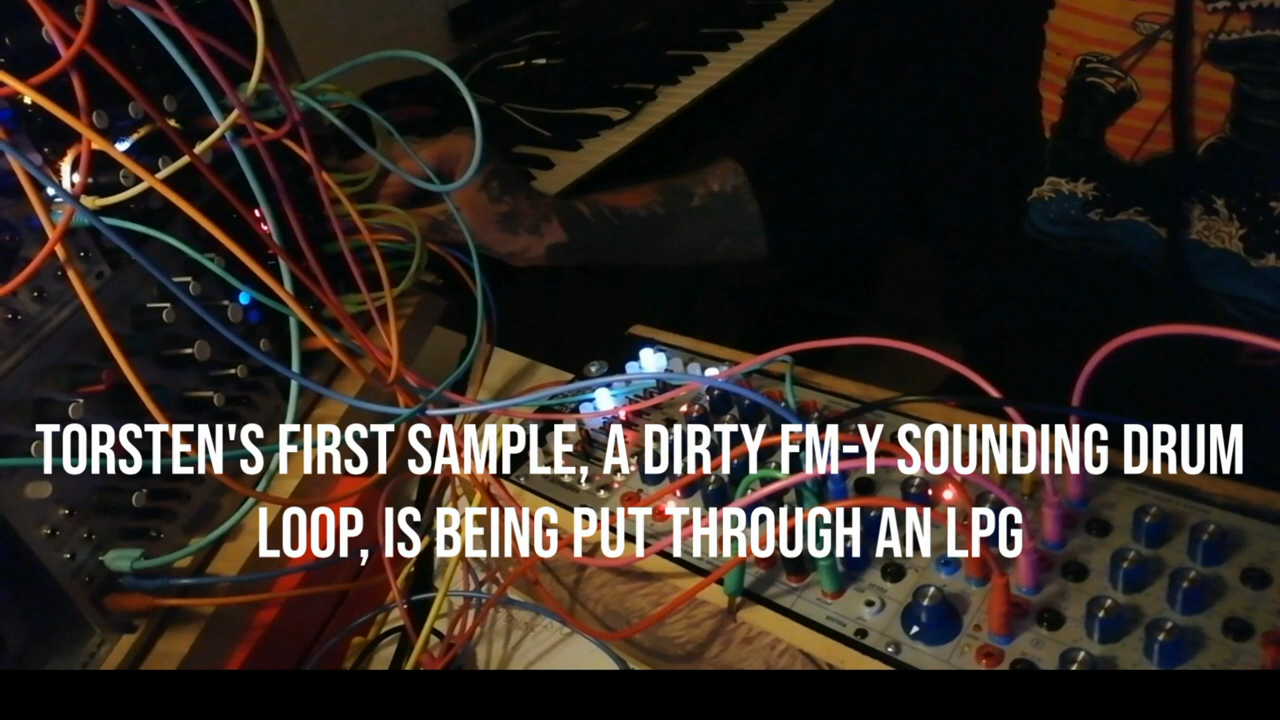 TORSTEN'S FIRST SAMPLE, A DIRTY FM-Y SOUNDING DRUM
LOOP, IS BEING PUT THROUGH AN LPG